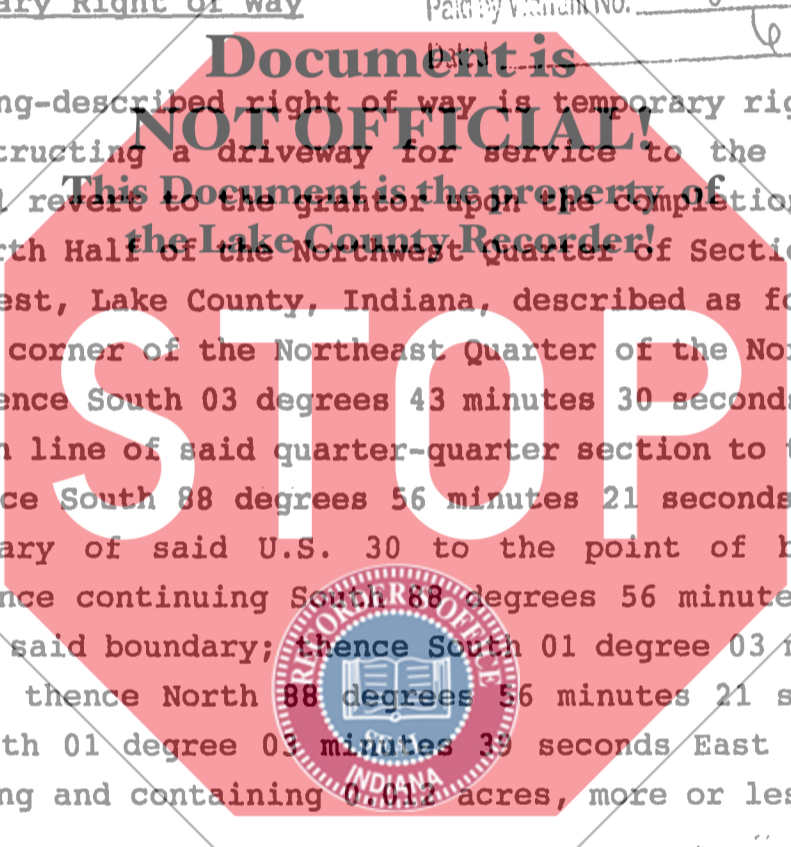 ary Right of Way
Paid by Warrant No.
Document is
Dated
ng-described right of way is temporary rig
NOT OFFICIAL!
tructing a driveway for service to the
This Document is the property of
l revert to the grantor upon the completion
the Lake County Recorder!
rth Half of the Northwest Quarter of Sectio
est, Lake County, Indiana, described as fo
corner of the Northeast Quarter of the Nor
ence South 03 degrees 43 minutes 30 seconds
n line of said quarter-quarter section to t
STOP
ce South 88 degrees 56 minutes 21 seconds
ary of said U.S. 30 to the point of b
nce continuing South 88 degrees 56 minute
RECORDER'S OFFICE
said boundary; thence South 01 degree 03 m
thence North 88 degrees 56 minutes 21 s
th 01 degree 03 minutes 39 seconds East
SEAL
INDIANA
ng and containing 0.012 acres, more or les